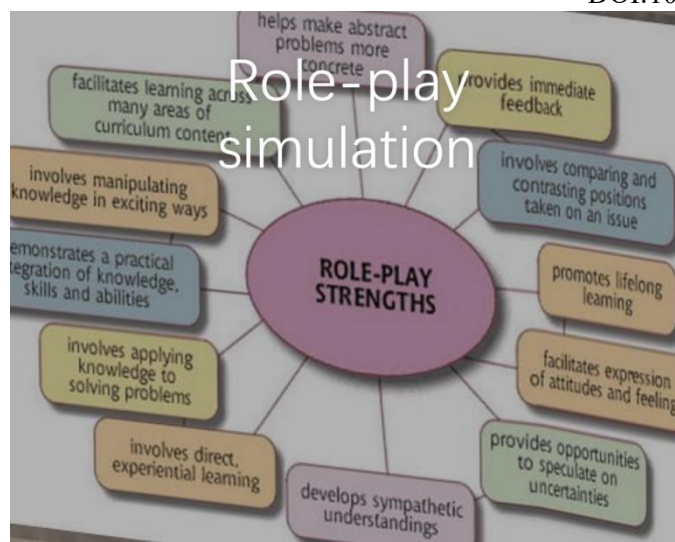 helps make abstract
problems more
concrete
Role-play
simulation
facilitates learning across
many areas of
curriculum content
provides immediate
feedback
involves manipulating
knowledge in exciting ways
involves comparing and
contrasting positions
taken on an issue
emonstrates a practical
tegration of knowledge,
skills and abilities
ROLE-PLAY
STRENGTHS
promotes lifelong
learning
involves applying
knowledge to
solving problems
facilitates expression
of attitudes and feeling
involves direct,
experiential learning
provides opportunities
to speculate on
uncertainties
develops sympathetic
understandings